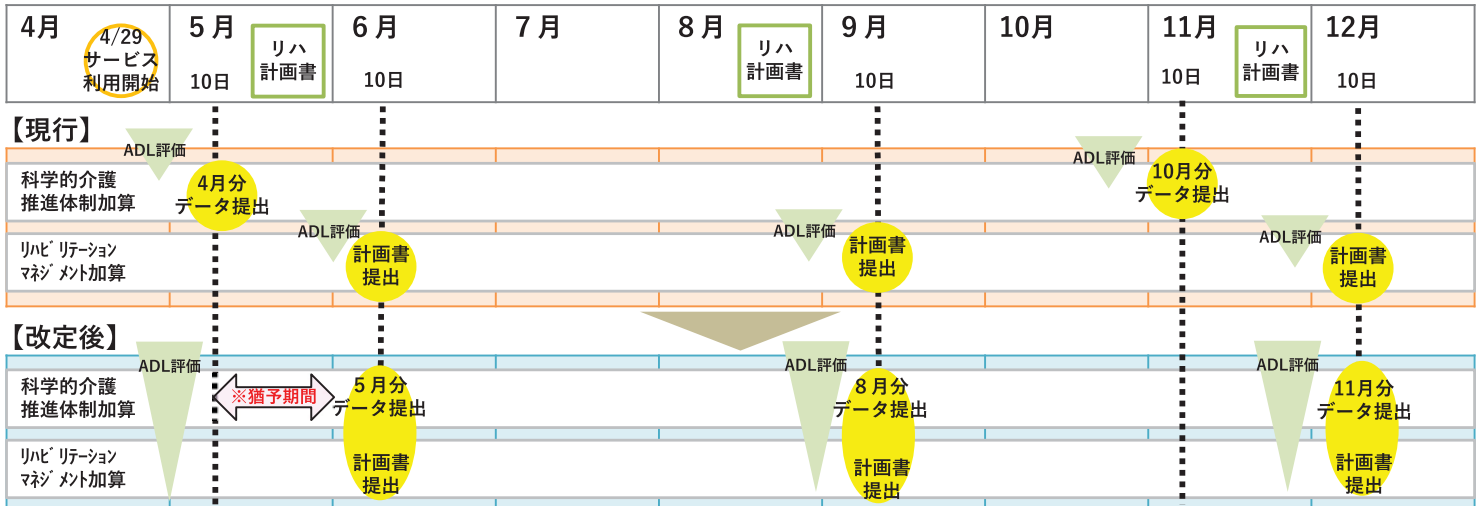 4月
4/29
サービス
利用開始
5月
10日
リハ
計画書
6月
10日
7月
8月
リハ
計画書
9月
10日
10月
11月
10日
リハ
計画書
12月
10日
【現行】
ADL評価
ADL評価
科学的介護
推進体制加算
4月分
データ提出
10月分
データ提出
ADL評価
ADL評価
ADL評価
リハビリテーション
マネジメント加算
計画書
提出
計画書
提出
計画書
提出
【改定後】
ADL評価
ADL評価
ADL評価
科学的介護
推進体制加算
※猶予期間
5月分
データ提出
8月分
データ提出
11月分
データ提出
リハビリテーション
マネジメント加算
計画書
提出
計画書
提出
計画書
提出